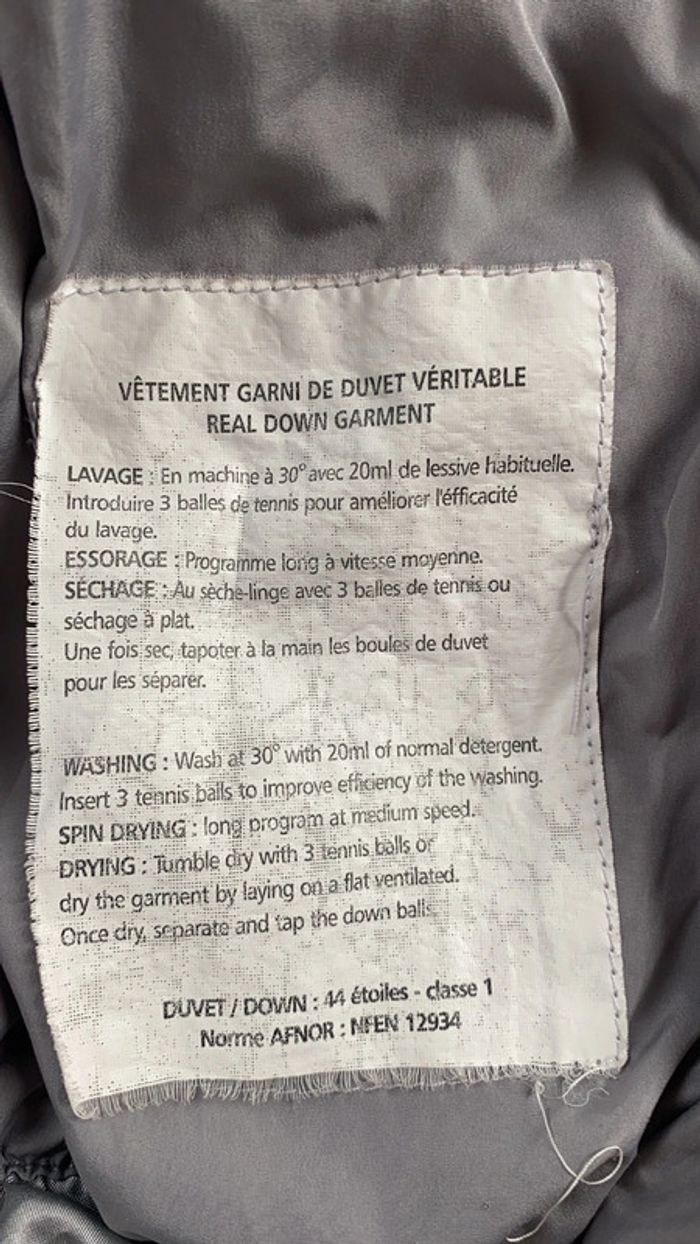 VÊTEMENT GARNI DE DUVET VÉRITABLE
REAL DOWN GARMENT
LAVAGE : En machine à 30° avec 20ml de lessive habituelle.
Introduire 3 balles de tennis pour améliorer l'éfficacité
du lavage.
ESSORAGE : Programme long à vitesse moyenne.
SÉCHAGE : Au sèche-linge avec 3 balles de tennis ou
séchage à plat.
Une fois sec, tapoter à la main les boules de duvet
pour les séparer.
WASHING : Wash at 30° with 20ml of normal detergent.
Insert 3 tennis balls to improve efficiency of the washing.
SPIN DRYING : long program at medium speed.
DRYING : Tumble dry with 3 tennis balls or
dry the garment by laying on a flat ventilated.
Once dry, separate and tap the down balls.
DUVET / DOWN : 44 étoiles - classe 1
Norme AFNOR : NFEN 12934